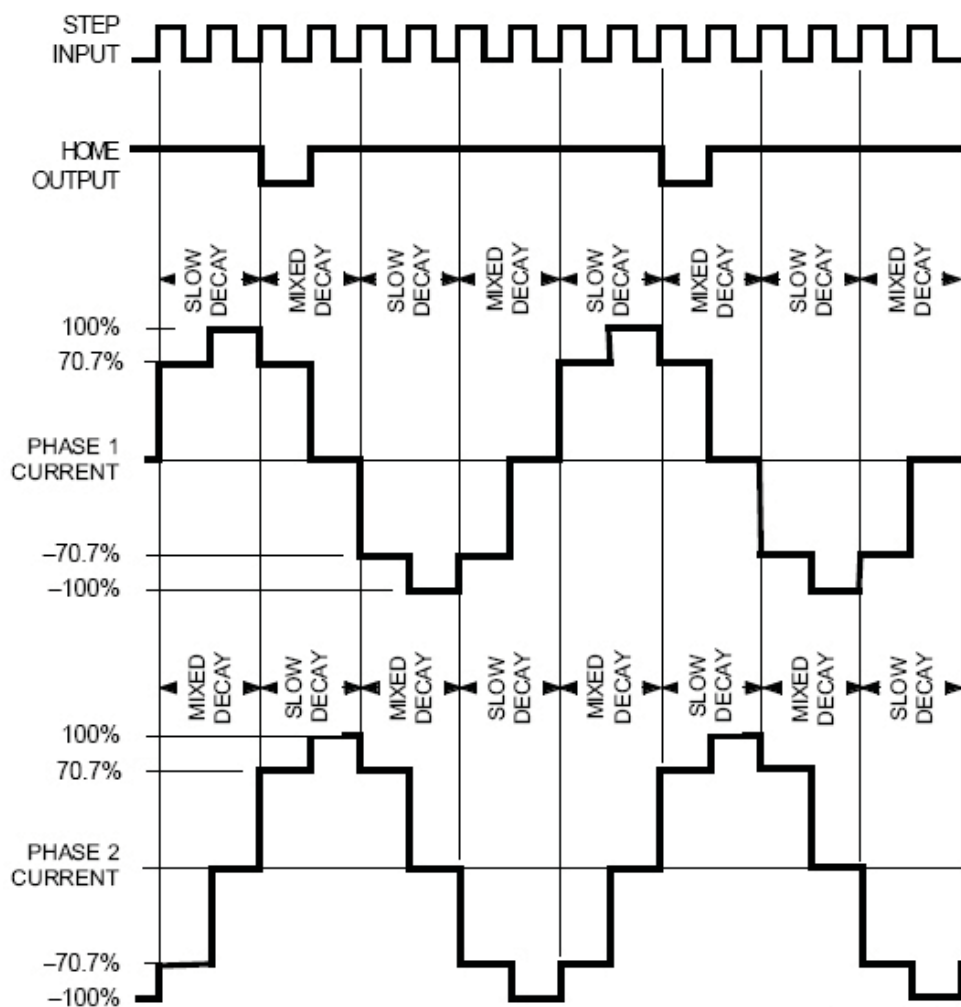 STEP
INPUT
HOME
OUTPUT
SLOW
DECAY
MIXED
DECAY
SLOW
DECAY
MIXED
DECAY
SLOW
DECAY
MIXED
DECAY
SLOW
DECAY
MIXED
DECAY
100%
70.7%
PHASE 1
CURRENT
–70.7%
–100%
MIXED
DECAY
SLOW
DECAY
MIXED
DECAY
SLOW
DECAY
MIXED
DECAY
SLOW
DECAY
MIXED
DECAY
SLOW
DECAY
100%
70.7%
PHASE 2
CURRENT
–70.7%
–100%